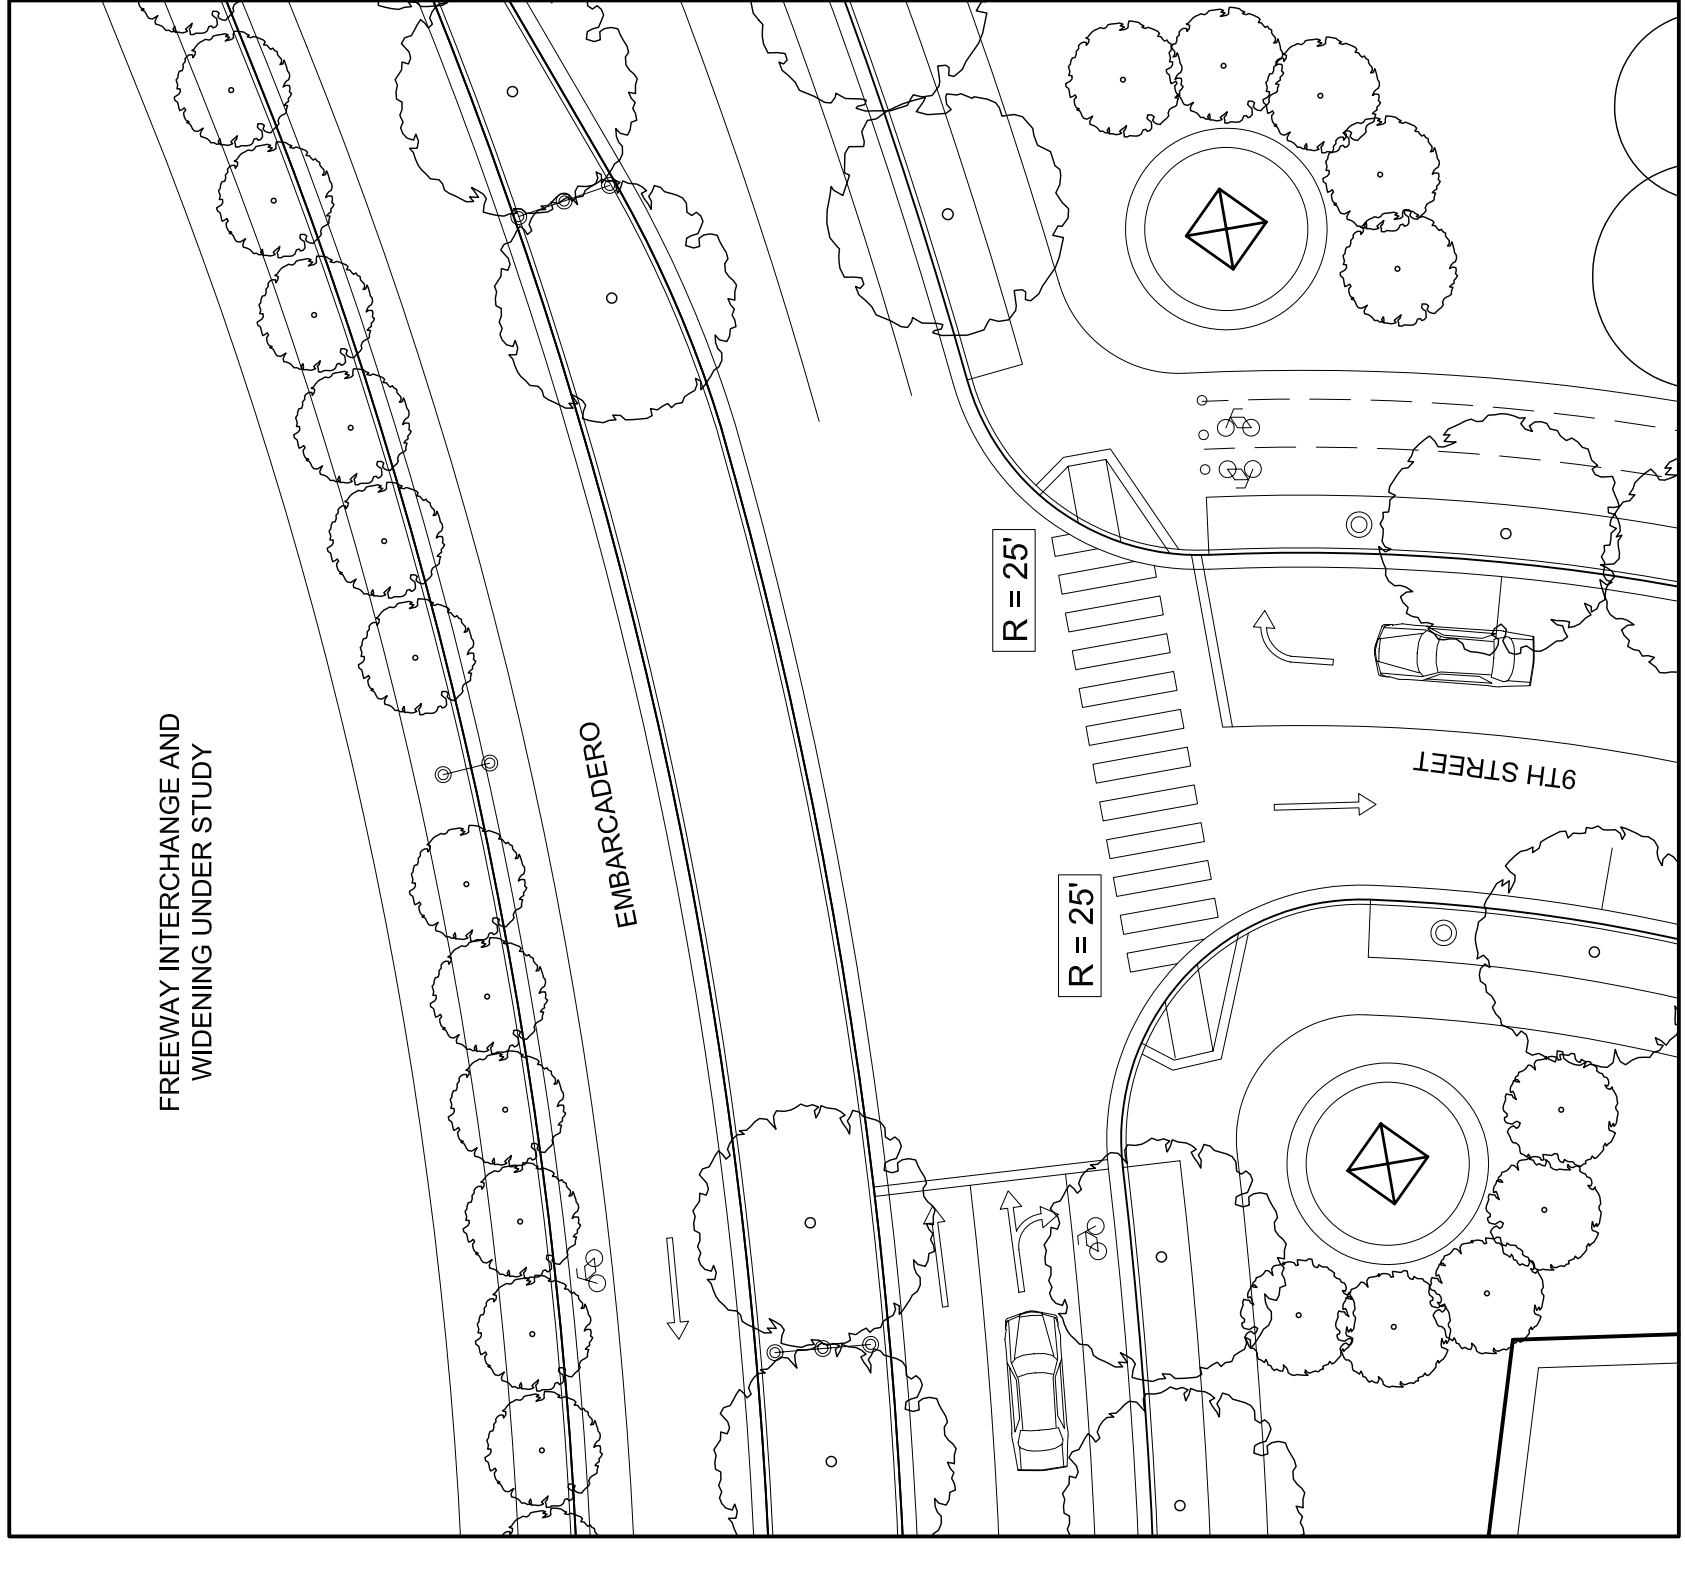 FREEWAY INTERCHANGE AND
WIDENING UNDER STUDY
EMBARCADERO
R = 25'
R = 25'
9TH STREET